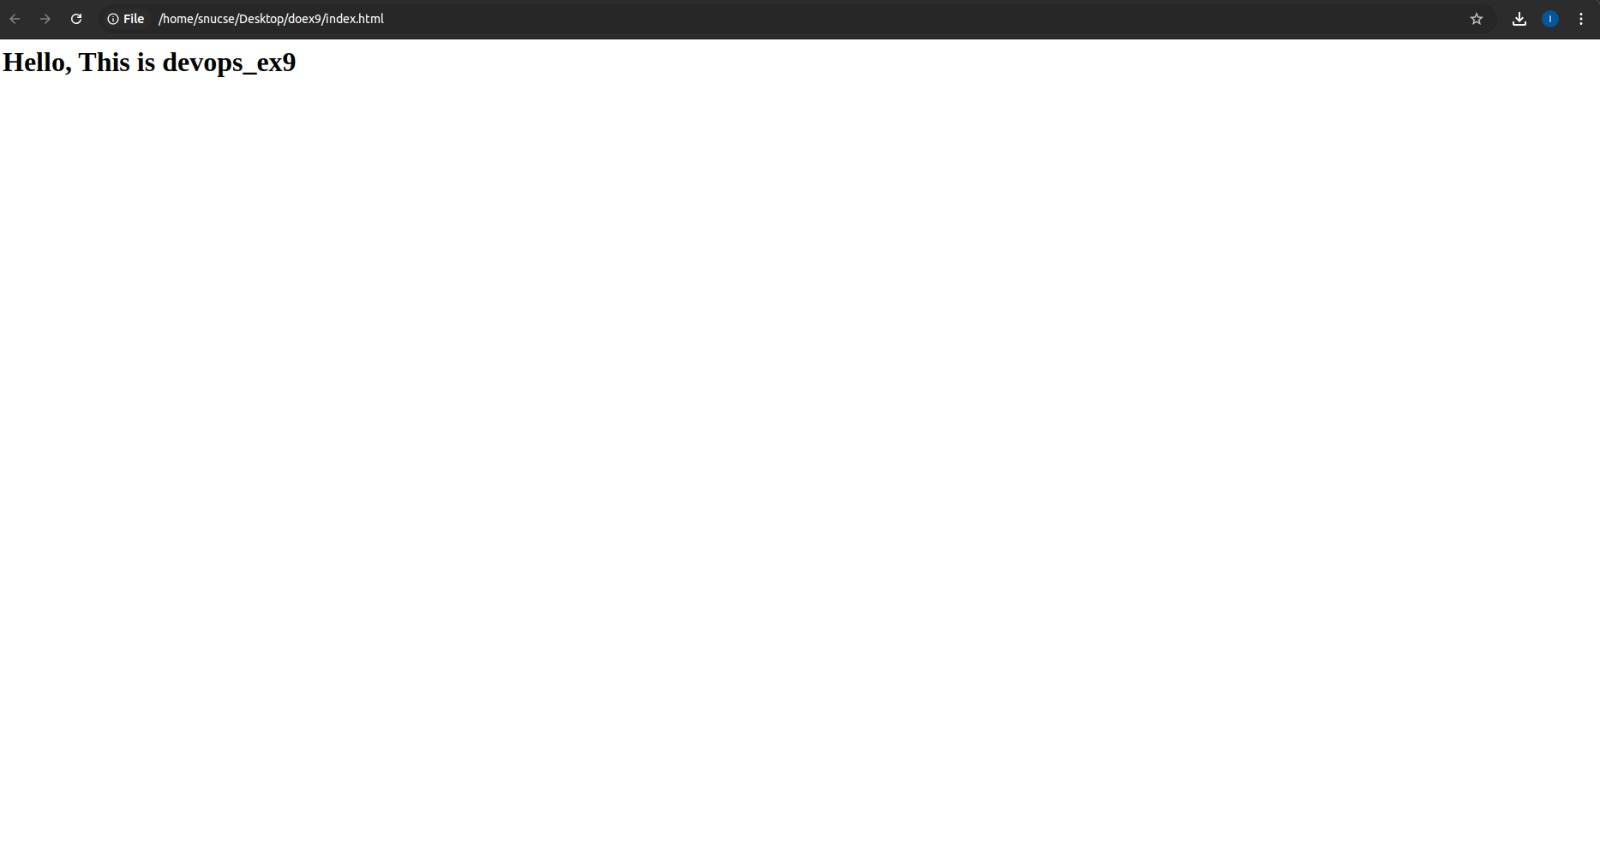 File /home/snucse/Desktop/doex9/index.html
I
Hello, This is devops_ex9